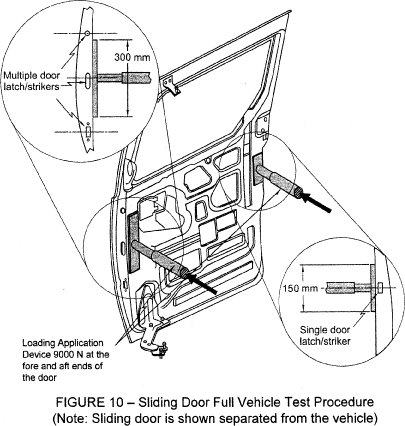 300 mm
Multiple door
latch/strikers
150 mm
Single door
latch/striker
Loading Application
Device 9000 N at the
fore and aft ends of
the door
FIGURE 10 – Sliding Door Full Vehicle Test Procedure
(Note: Sliding door is shown separated from the vehicle)